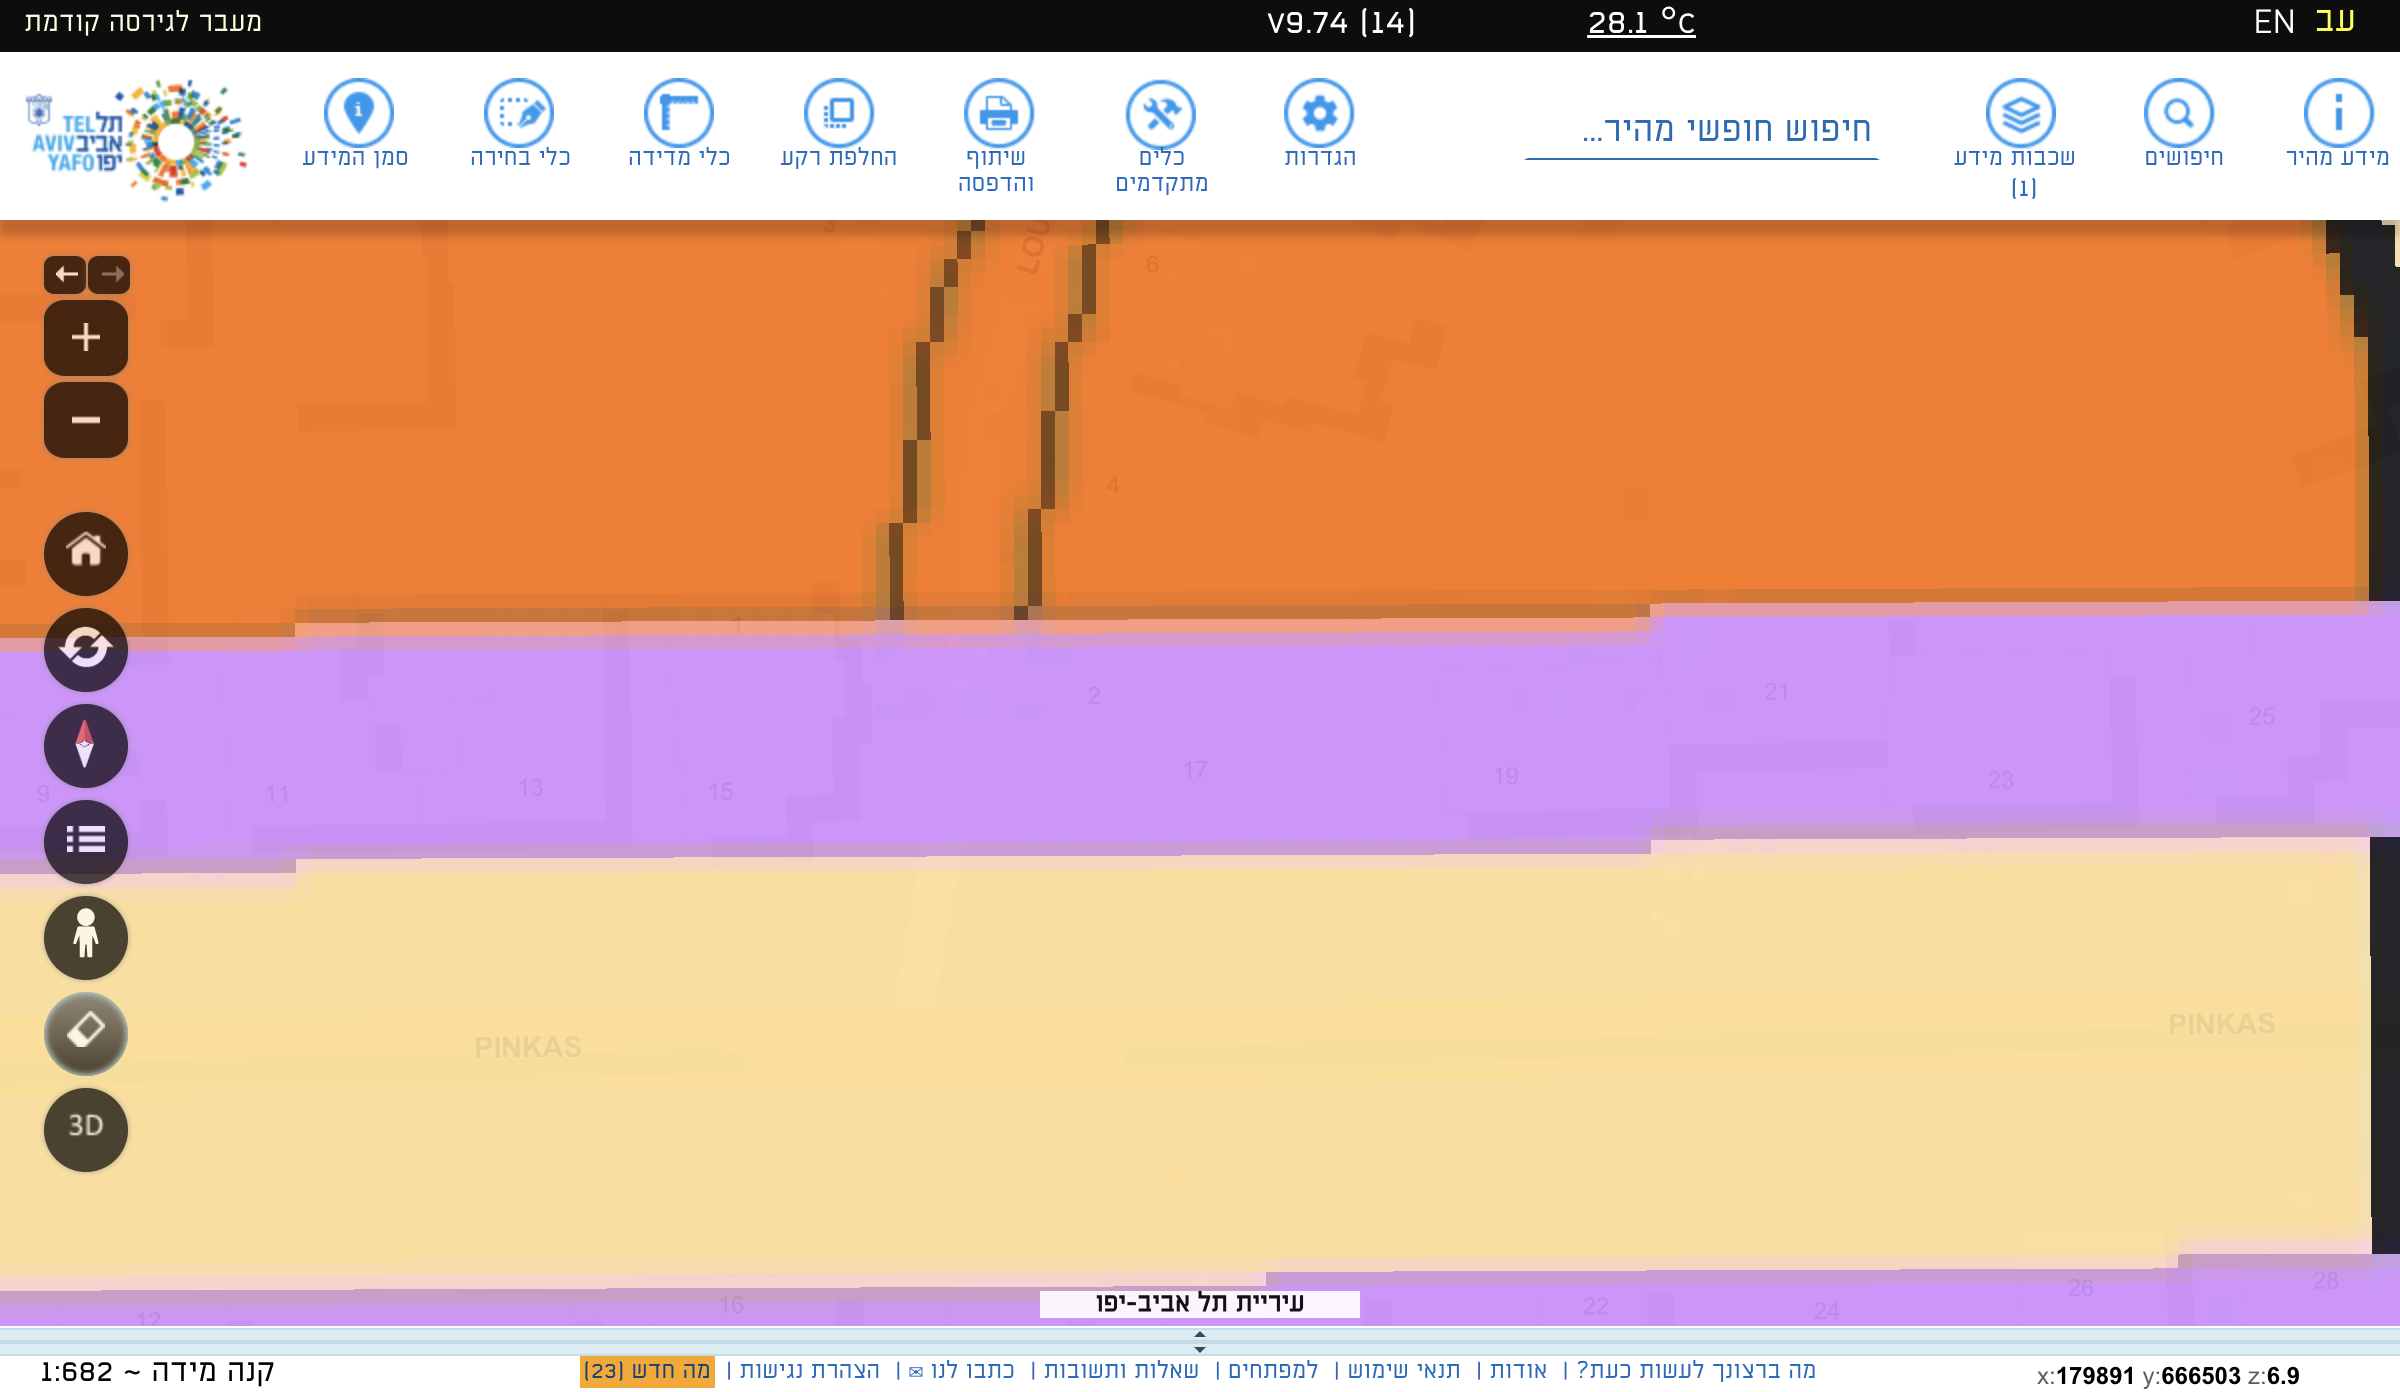 עב EN
28.1 °C
V9.74 (14)
מעבר לגירסה קודמת
מידע מהיר
חיפושים
שכבות מידע
(1)
חיפוש חופשי מהיר...
הגדרות
כלים
מתקדמים
שיתוף
והדפסה
החלפת רקע
כלי מדידה
כלי בחירה
סמן המידע
תל
אביב
יפו
TEL
AVIV
YAFO
LOU
6
4
1
2
21
25
9
11
13
15
17
19
23
PINKAS
PINKAS
3D
12
16
22
24
26
28
עיריית תל אביב-יפו
מה ברצונך לעשות כעת? | אודות | תנאי שימוש | למפתחים | שאלות ותשובות | כתבו לנו ✉ | הצהרת נגישות | מה חדש (23)
קנה מידה ~ 1:682
x:179891 y:666503 z:6.9